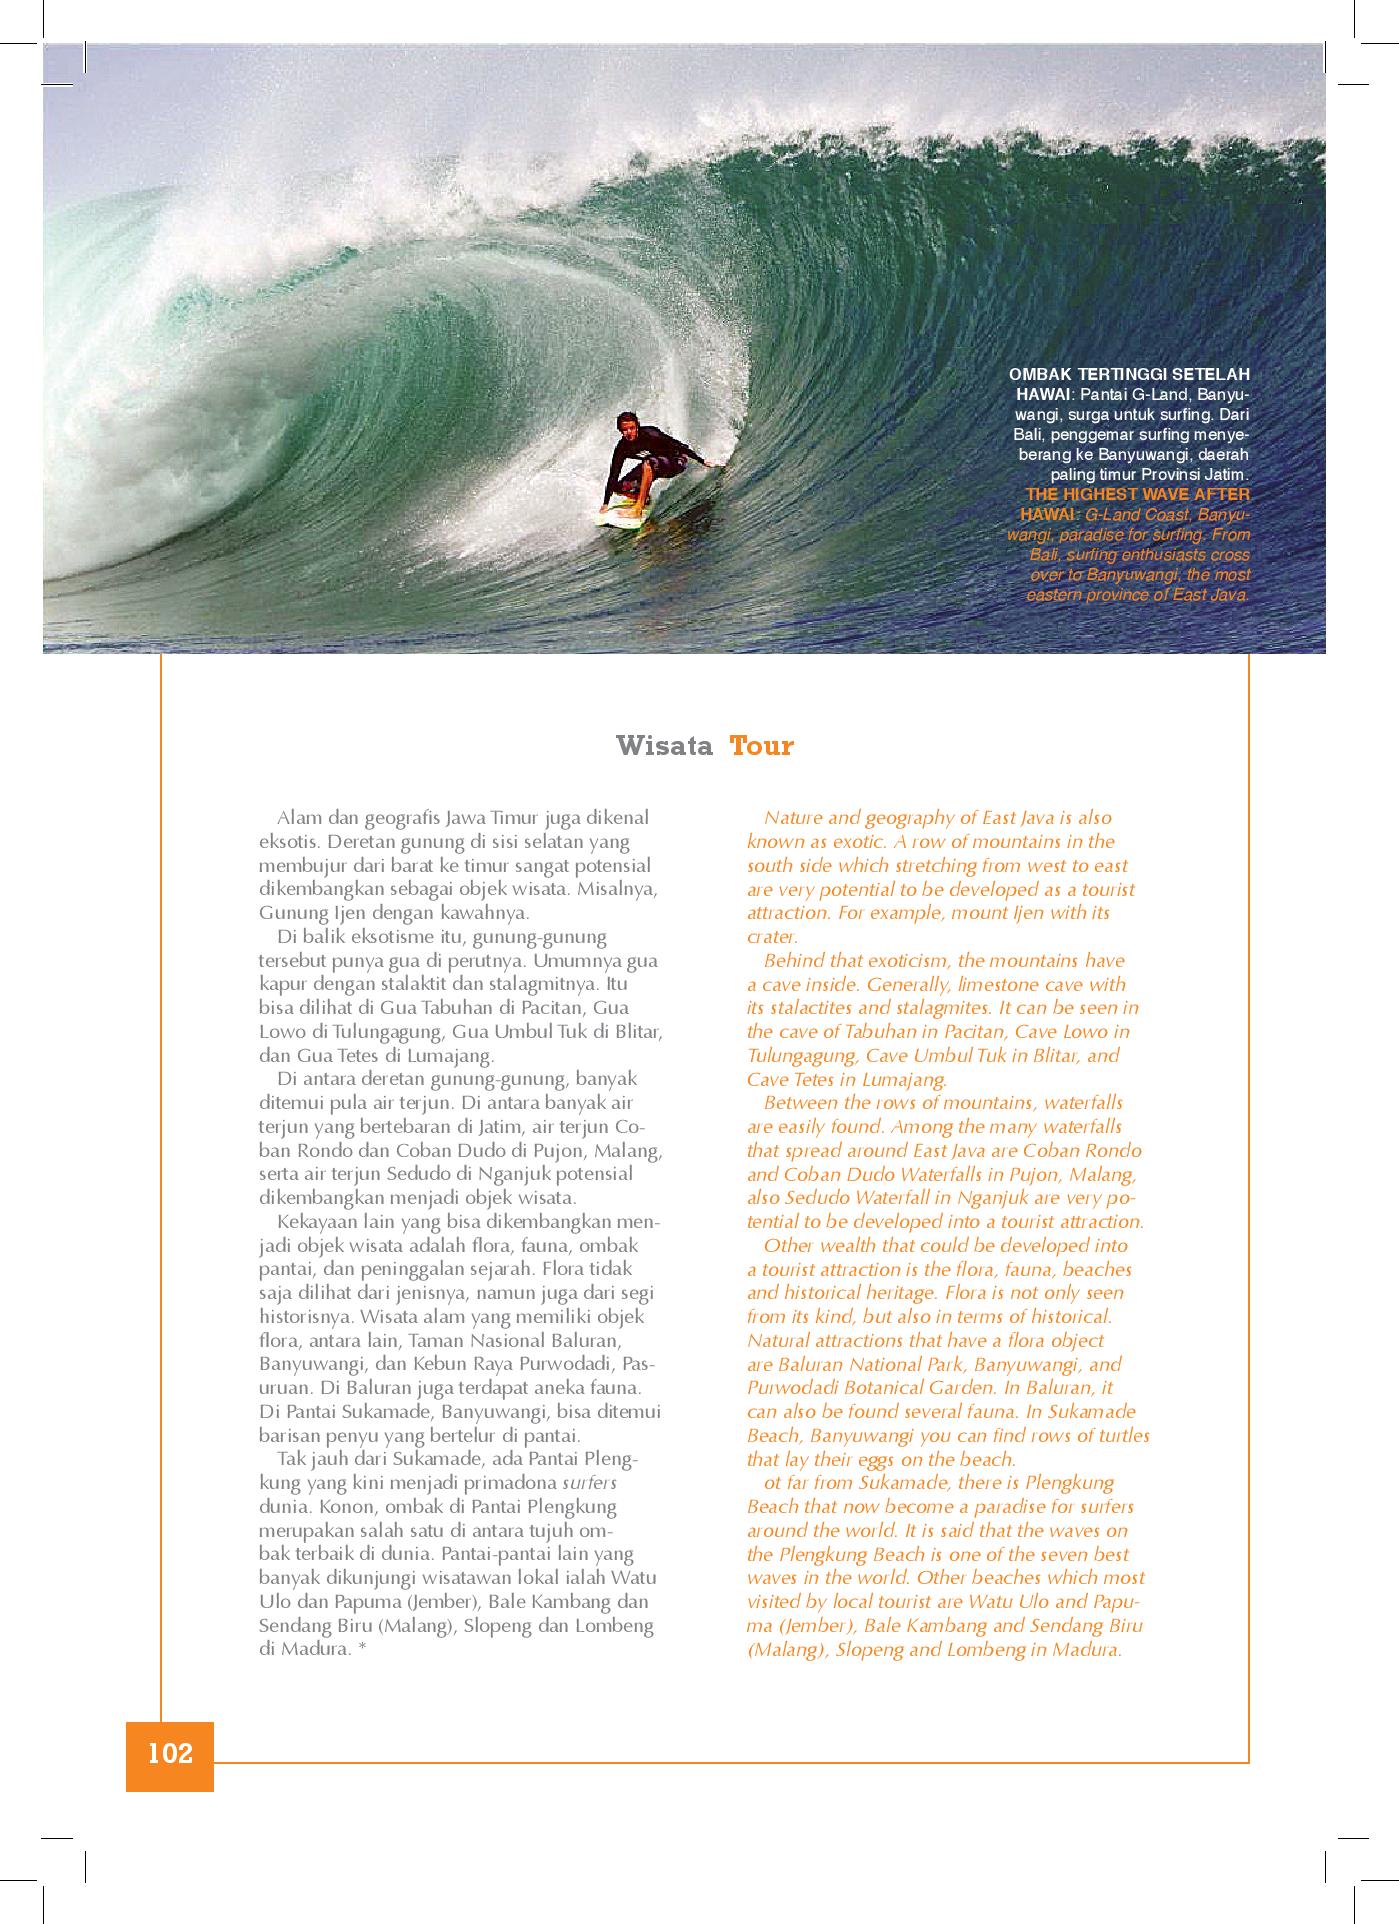 OMBAK TERTINGGI SETELAH
HAWAI: Pantai G-Land, Banyu-
wangi, surga untuk surfing. Dari
Bali, penggemar surfing menye-
berang ke Banyuwangi, daerah
paling timur Provinsi Jatim.
THE HIGHEST WAVE AFTER
HAWAI: G-Land Coast, Banyu-
wangi, paradise for surfing. From
Bali, surfing enthusiasts cross
over to Banyuwangi, the most
eastern province of East Java.
Wisata Tour
Alam dan geografis Jawa Timur juga dikenal
eksotis. Deretan gunung di sisi selatan yang
membujur dari barat ke timur sangat potensial
dikembangkan sebagai objek wisata. Misalnya,
Gunung Ijen dengan kawahnya.
Di balik eksotisme itu, gunung-gunung
tersebut punya gua di perutnya. Umumnya gua
kapur dengan stalaktit dan stalagmitnya. Itu
bisa dilihat di Gua Tabuhan di Pacitan, Gua
Lowo di Tulungagung, Gua Umbul Tuk di Blitar,
dan Gua Tetes di Lumajang.
Di antara deretan gunung-gunung, banyak
ditemui pula air terjun. Di antara banyak air
terjun yang bertebaran di Jatim, air terjun Co-
ban Rondo dan Coban Dudo di Pujon, Malang,
serta air terjun Sedudo di Nganjuk potensial
dikembangkan menjadi objek wisata.
Kekayaan lain yang bisa dikembangkan men-
jadi objek wisata adalah flora, fauna, ombak
pantai, dan peninggalan sejarah. Flora tidak
saja dilihat dari jenisnya, namun juga dari segi
historisnya. Wisata alam yang memiliki objek
flora, antara lain, Taman Nasional Baluran,
Banyuwangi, dan Kebun Raya Purwodadi, Pas-
uruan. Di Baluran juga terdapat aneka fauna.
Di Pantai Sukamade, Banyuwangi, bisa ditemui
barisan penyu yang bertelur di pantai.
Tak jauh dari Sukamade, ada Pantai Pleng-
kung yang kini menjadi primadona surfers
dunia. Konon, ombak di Pantai Plengkung
merupakan salah satu di antara tujuh om-
bak terbaik di dunia. Pantai-pantai lain yang
banyak dikunjungi wisatawan lokal ialah Watu
Ulo dan Papuma (Jember), Bale Kambang dan
Sendang Biru (Malang), Slopeng dan Lombeng
di Madura. *
Nature and geography of East Java is also
known as exotic. A row of mountains in the
south side which stretching from west to east
are very potential to be developed as a tourist
attraction. For example, mount Ijen with its
crater.
Behind that exoticism, the mountains have
a cave inside. Generally, limestone cave with
its stalactites and stalagmites. It can be seen in
the cave of Tabuhan in Pacitan, Cave Lowo in
Tulungagung, Cave Umbul Tuk in Blitar, and
Cave Tetes in Lumajang.
Between the rows of mountains, waterfalls
are easily found. Among the many waterfalls
that spread around East Java are Coban Rondo
and Coban Dudo Waterfalls in Pujon, Malang,
also Sedudo Waterfall in Nganjuk are very po-
tential to be developed into a tourist attraction.
Other wealth that could be developed into
a tourist attraction is the flora, fauna, beaches
and historical heritage. Flora is not only seen
from its kind, but also in terms of historical.
Natural attractions that have a flora object
are Baluran National Park, Banyuwangi, and
Purwodadi Botanical Garden. In Baluran, it
can also be found several fauna. In Sukamade
Beach, Banyuwangi you can find rows of turtles
that lay their eggs on the beach.
ot far from Sukamade, there is Plengkung
Beach that now become a paradise for surfers
around the world. It is said that the waves on
the Plengkung Beach is one of the seven best
waves in the world. Other beaches which most
visited by local tourist are Watu Ulo and Papu-
ma (Jember), Bale Kambang and Sendang Biru
(Malang), Slopeng and Lombeng in Madura.
102